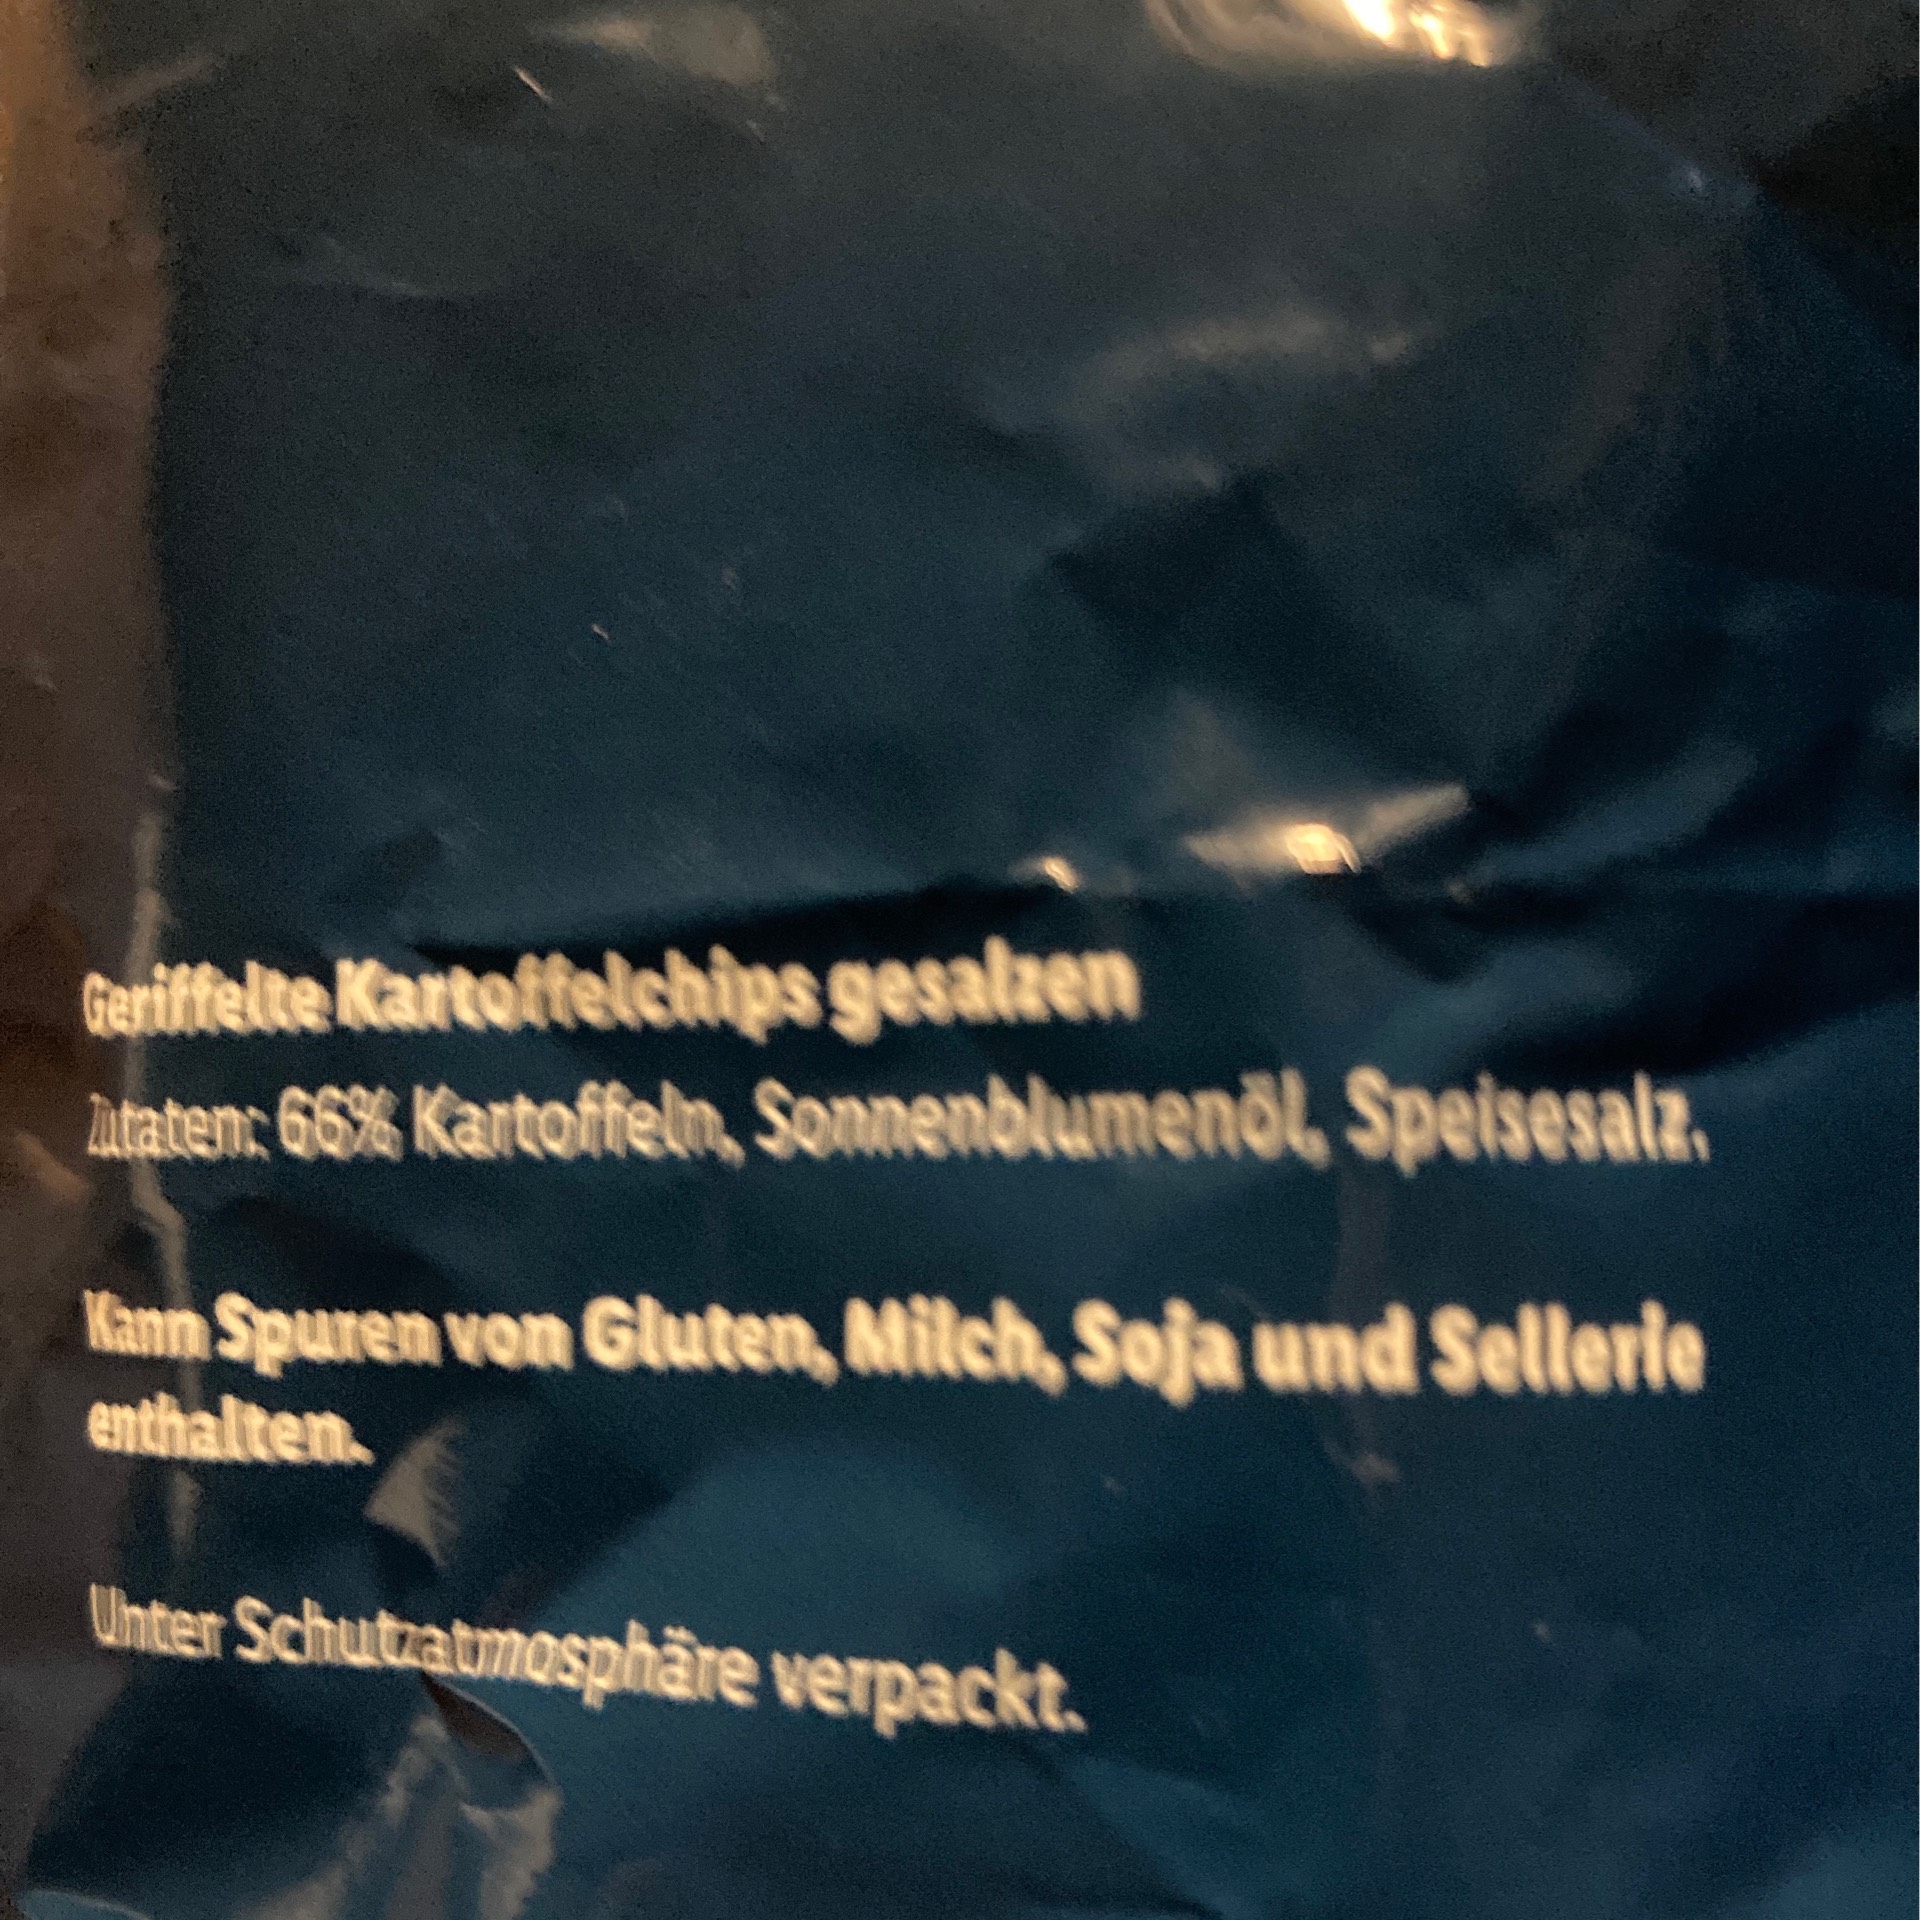 Geriffelte Kartoffelchips gesalzen
Zutaten: 66% Kartoffeln, Sonnenblumenöl, Speisesalz.
Kann Spuren von Gluten, Milch, Soja und Sellerie
enthalten.
Unter Schutzatmosphäre verpackt.